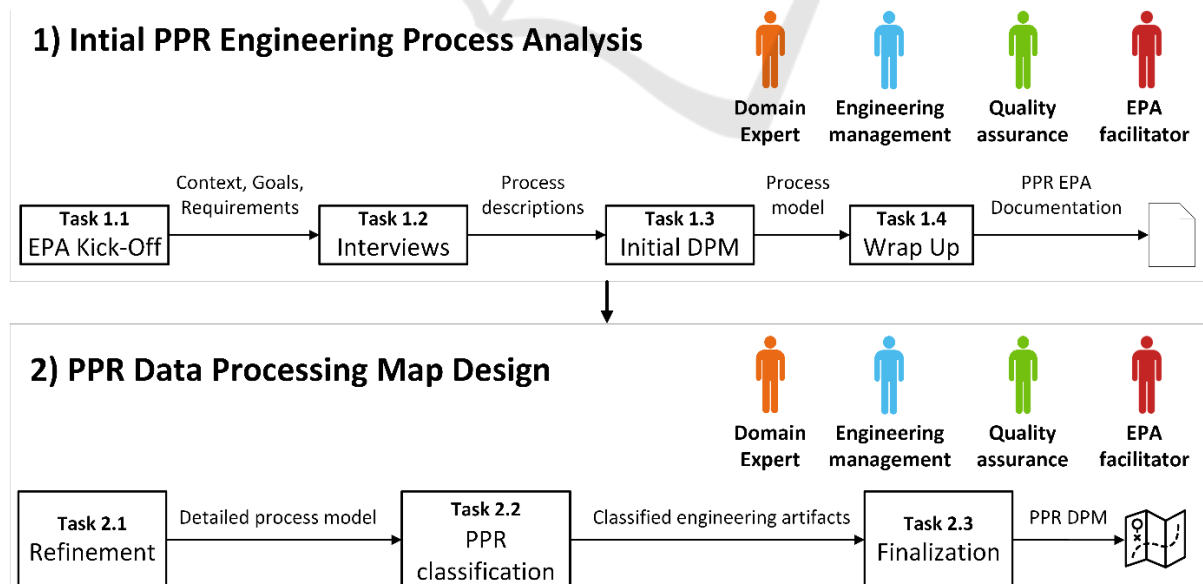 1) Intial PPR Engineering Process Analysis
Domain
Expert
Engineering
management
Quality
assurance
EPA
facilitator
Context, Goals,
Requirements
Process
descriptions
Process
model
PPR EPA
Documentation
Task 1.1
EPA Kick-Off
Task 1.2
Interviews
Task 1.3
Initial DPM
Task 1.4
Wrap Up
2) PPR Data Processing Map Design
Domain
Expert
Engineering
management
Quality
assurance
EPA
facilitator
Task 2.1
Refinement
Detailed process model
Task 2.2
PPR
classification
Classified engineering artifacts
Task 2.3
Finalization
PPR DPM